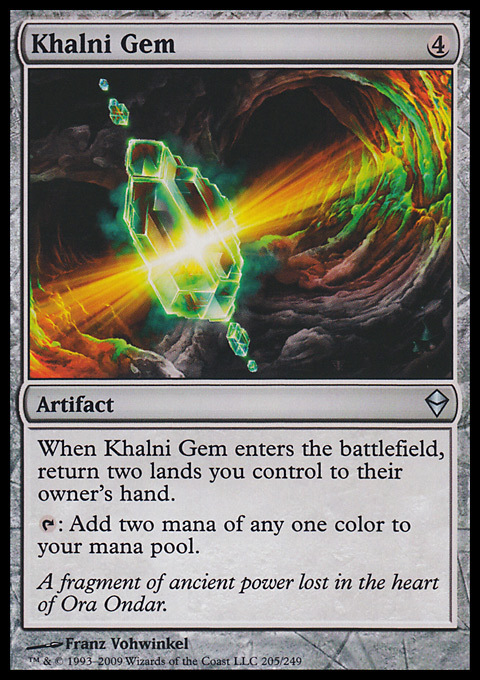 Khalni Gem 4
Artifact
When Khalni Gem enters the battlefield,
return two lands you control to their
owner's hand.
: Add two mana of any one color to
your mana pool.
A fragment of ancient power lost in the heart
of Ora Ondar.
Franz Vohwinkel
™ & © 1993–2009 Wizards of the Coast LLC 205/249